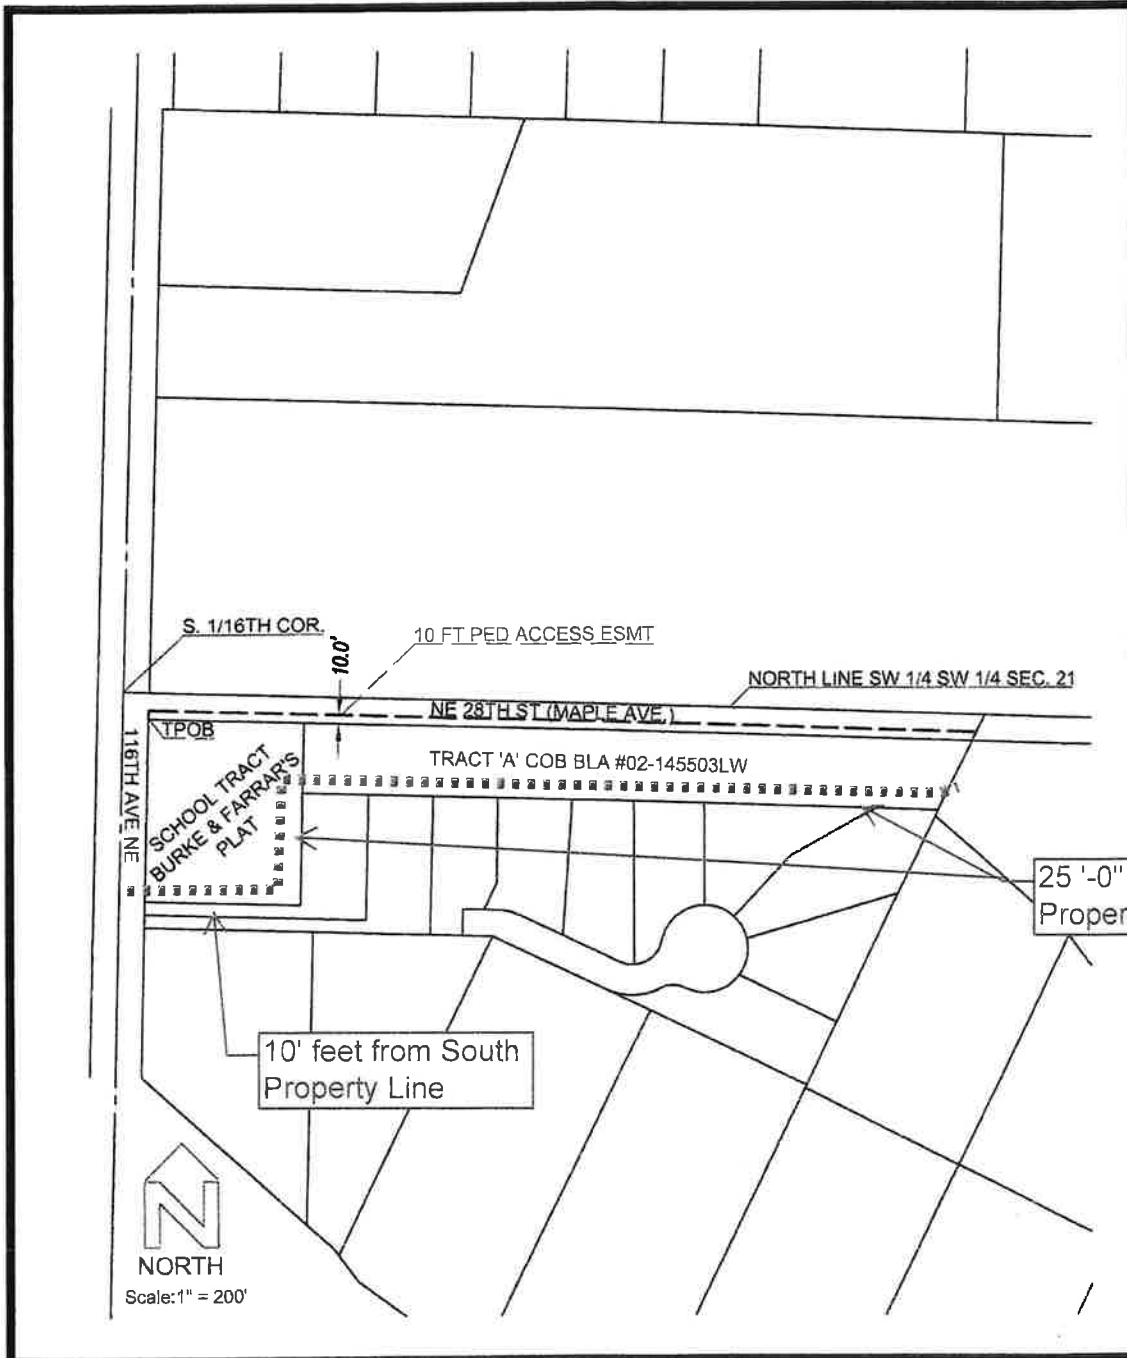 S. 1/16TH COR.
10.0'
10 FT PED ACCESS ESMT
NORTH LINE SW 1/4 SW 1/4 SEC. 21
NE 28TH ST (MAPLE AVE.)
TPOB
116TH AVE NE
TRACT 'A' COB BLA #02-145503LW
SCHOOL TRACT
BURKE & FARRAR'S
PLAT
25 '-0"
Proper
10' feet from South
Property Line
NORTH
Scale:1" = 200'